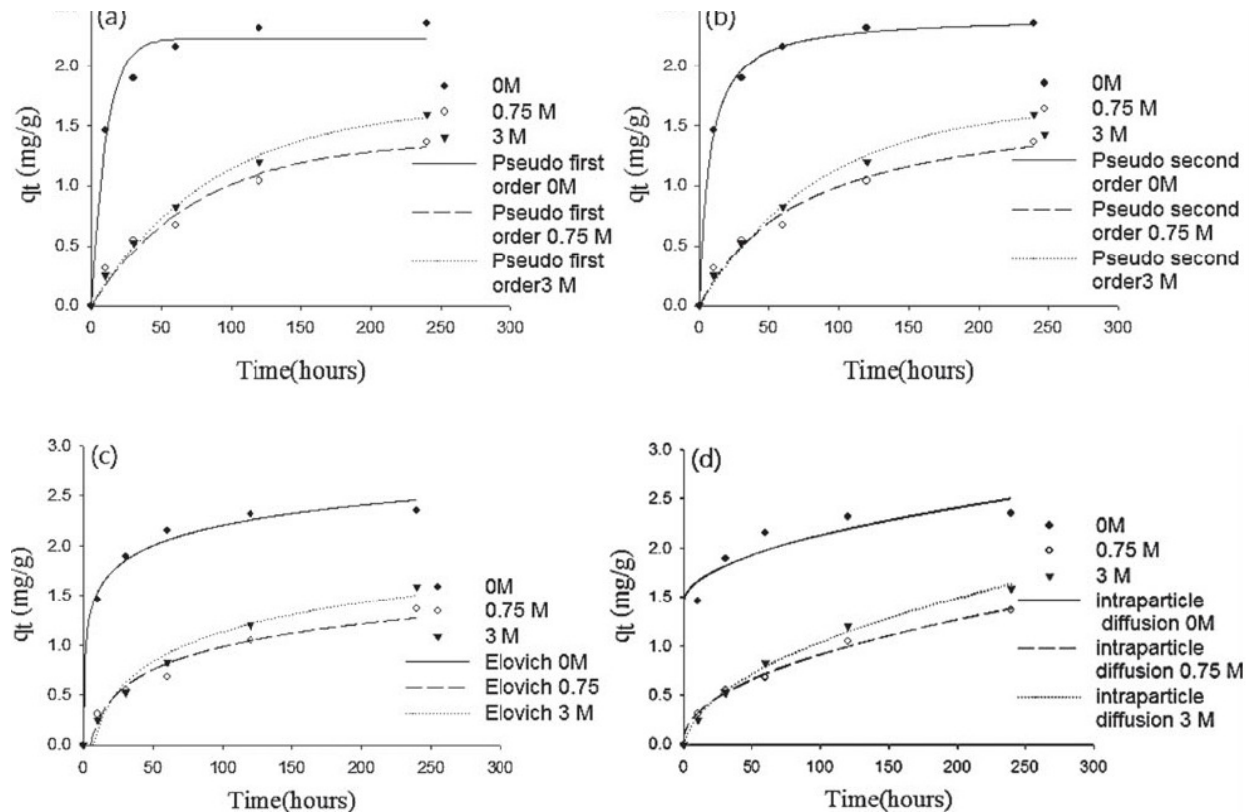 (a)
qt (mg/g)
2.0
1.5
1.0
0.5
0.0
0 50 100 150 200 250 300
Time(hours)
0M
0.75 M
3 M
Pseudo first
order 0M
Pseudo first
order 0.75 M
Pseudo first
order3 M
(b)
qt (mg/g)
2.0
1.5
1.0
0.5
0.0
0 50 100 150 200 250 300
Time(hours)
0M
0.75 M
3 M
Pseudo second
order 0M
Pseudo second
order 0.75 M
Pseudo second
order3 M
(c)
qt (mg/g)
3.0
2.5
2.0
1.5
1.0
0.5
0.0
0 50 100 150 200 250 300
Time(hours)
0M
0.75 M
3 M
Elovich 0M
Elovich 0.75
Elovich 3 M
(d)
qt (mg/g)
3.0
2.5
2.0
1.5
1.0
0.5
0.0
0 50 100 150 200 250 300
Time(hours)
0M
0.75 M
3 M
intraparticle
diffusion 0M
intraparticle
diffusion 0.75 M
intraparticle
diffusion 3 M